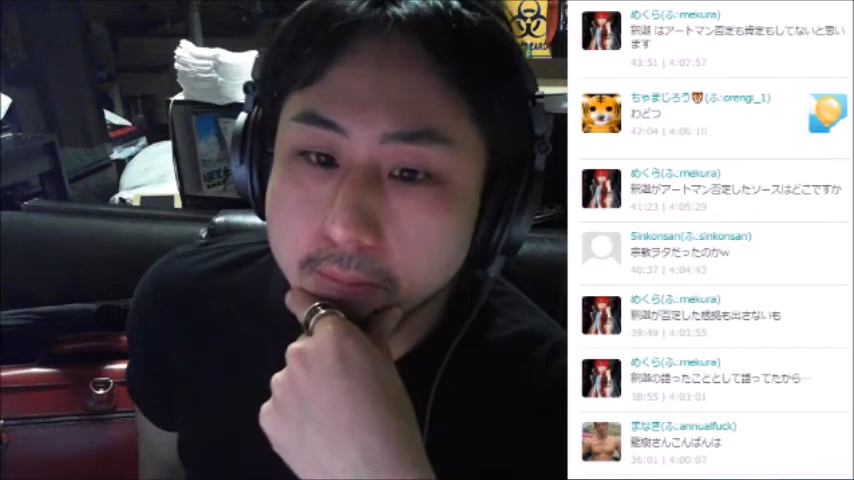 めくら(ふ:mekura)
釈迦 はアートマン否定も肯定もしてないと思い
ます
43:51 | 4:07:57
ちゃまじろう(ふ:orengi_1)
わどつ
42:04 | 4:06:10
めくら(ふ:mekura)
釈迦がアートマン否定したソースはどこですか
41:23 | 4:05:29
Sinkonsan(ふ:sinkonsan)
宗教ヲタだったのかw
40:37 | 4:04:43
めくら(ふ:mekura)
釈迦が否定した根拠も出さないも
39:49 | 4:03:55
めくら(ふ:mekura)
釈迦の語ったこととして語ってたから…
38:55 | 4:03:01
まなき(ふ:annualfuck)
龍樹さんこんばんは
36:01 | 4:00:07